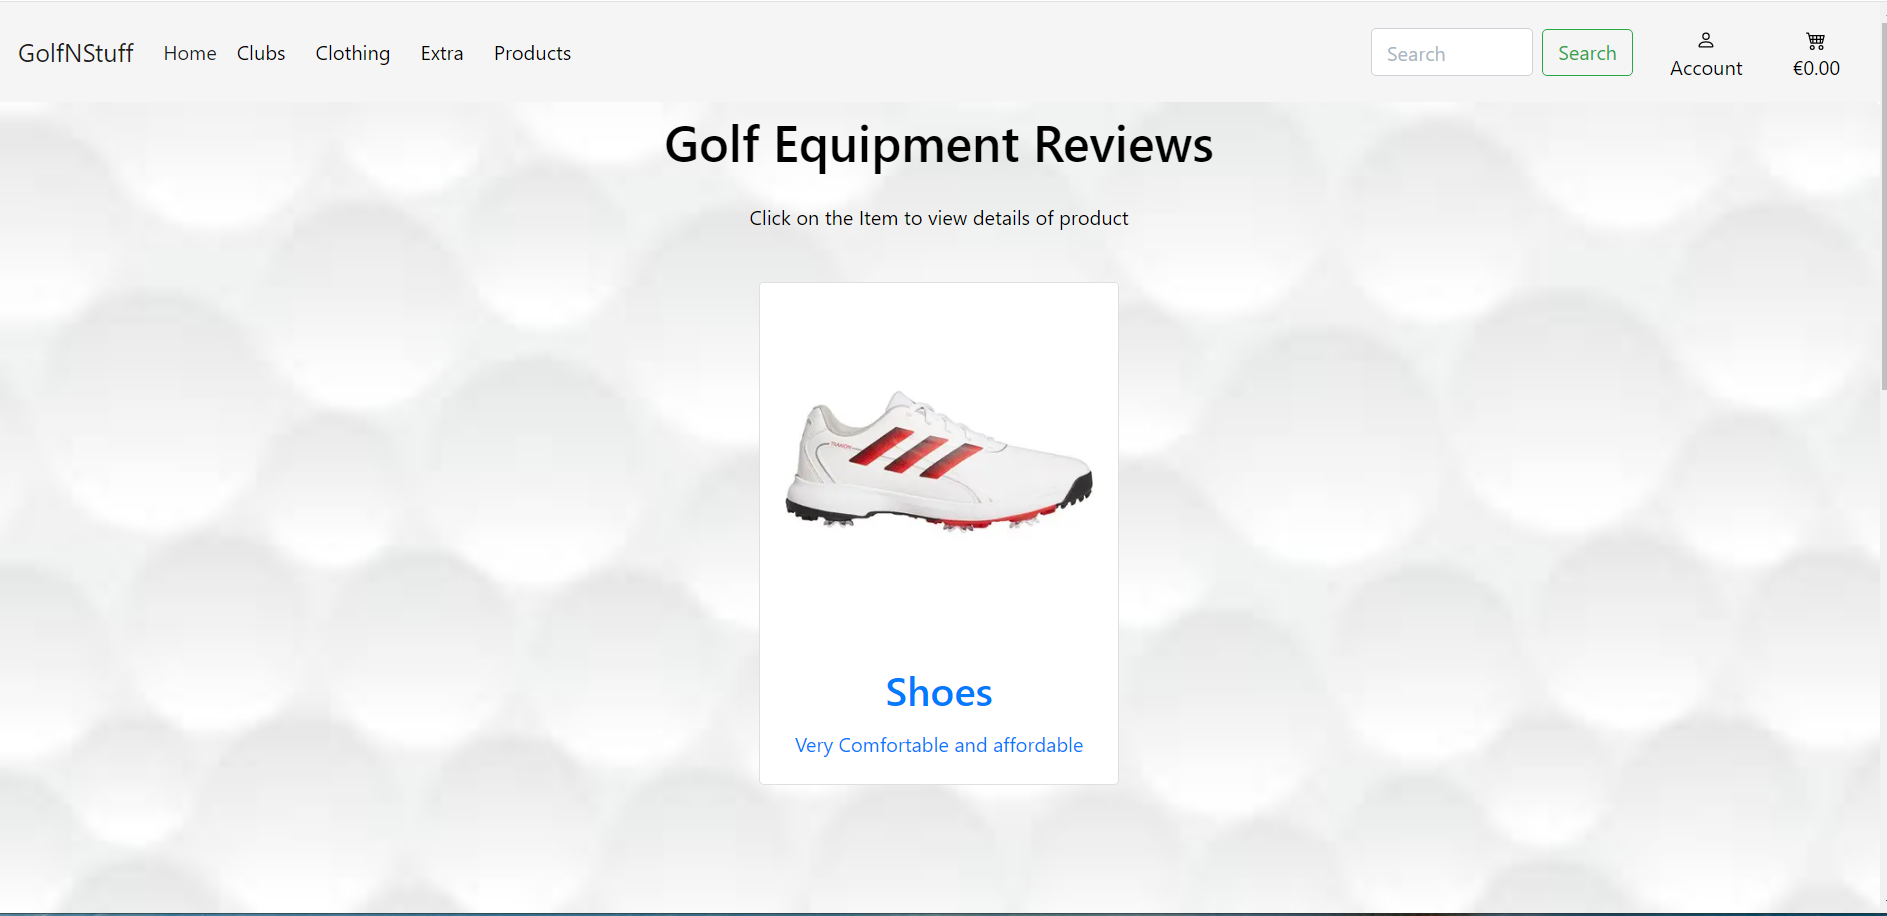 GolfNStuff Home Clubs Clothing Extra Products Search Search Account €0.00
Golf Equipment Reviews
Click on the Item to view details of product
Shoes
Very Comfortable and affordable